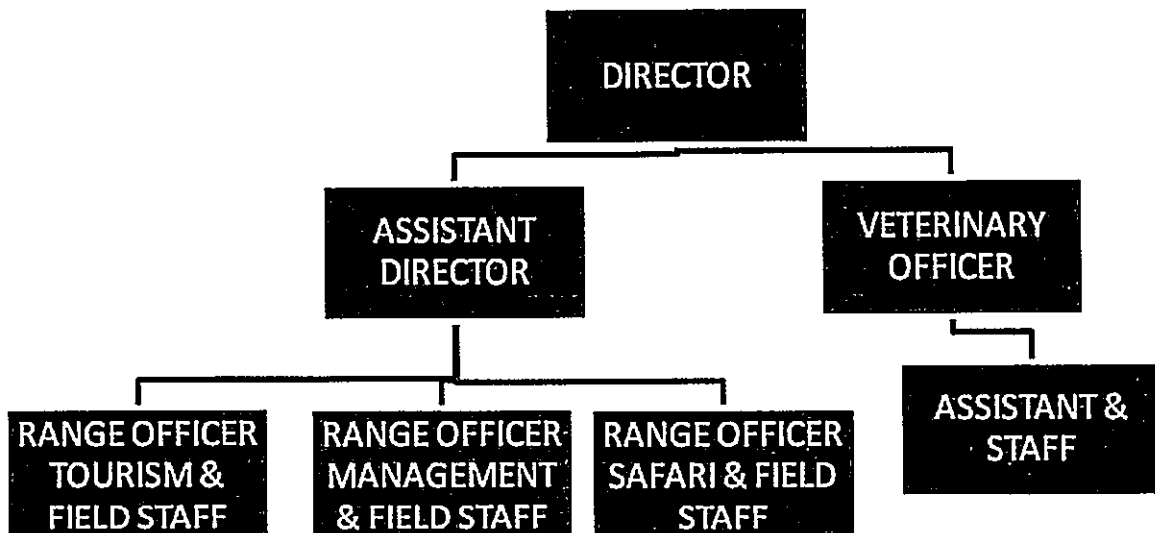 DIRECTOR
ASSISTANT
DIRECTOR
VETERINARY
OFFICER
RANGE OFFICER
TOURISM &
FIELD STAFF
RANGE OFFICER
MANAGEMENT
& FIELD STAFF
RANGE OFFICER
SAFARI & FIELD
STAFF
ASSISTANT &
STAFF